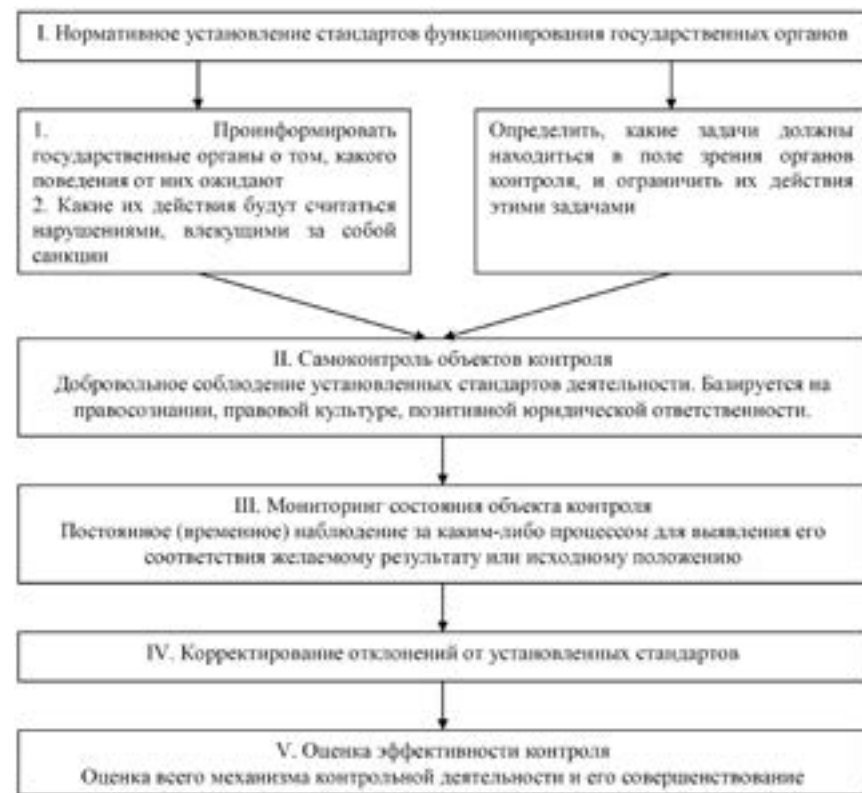 I. Нормативное установление стандартов функционирования государственных органов
1. Проинформировать
государственные органы о том, какого
поведения от них ожидают
2. Какие их действия будут считаться
нарушениями, влекущими за собой
санкции
Определить, какие задачи должны
находиться в поле зрения органов
контроля, и ограничить их действия
этими задачами
II. Самоконтроль объектов контроля
Добровольное соблюдение установленных стандартов деятельности. Базируется на
правосознании, правовой культуре, позитивной юридической ответственности.
III. Мониторинг состояния объекта контроля
Постоянное (временное) наблюдение за каким-либо процессом для выявления его
соответствия желаемому результату или исходному положению
IV. Корректирование отклонений от установленных стандартов
V. Оценка эффективности контроля
Оценка всего механизма контрольной деятельности и его совершенствование